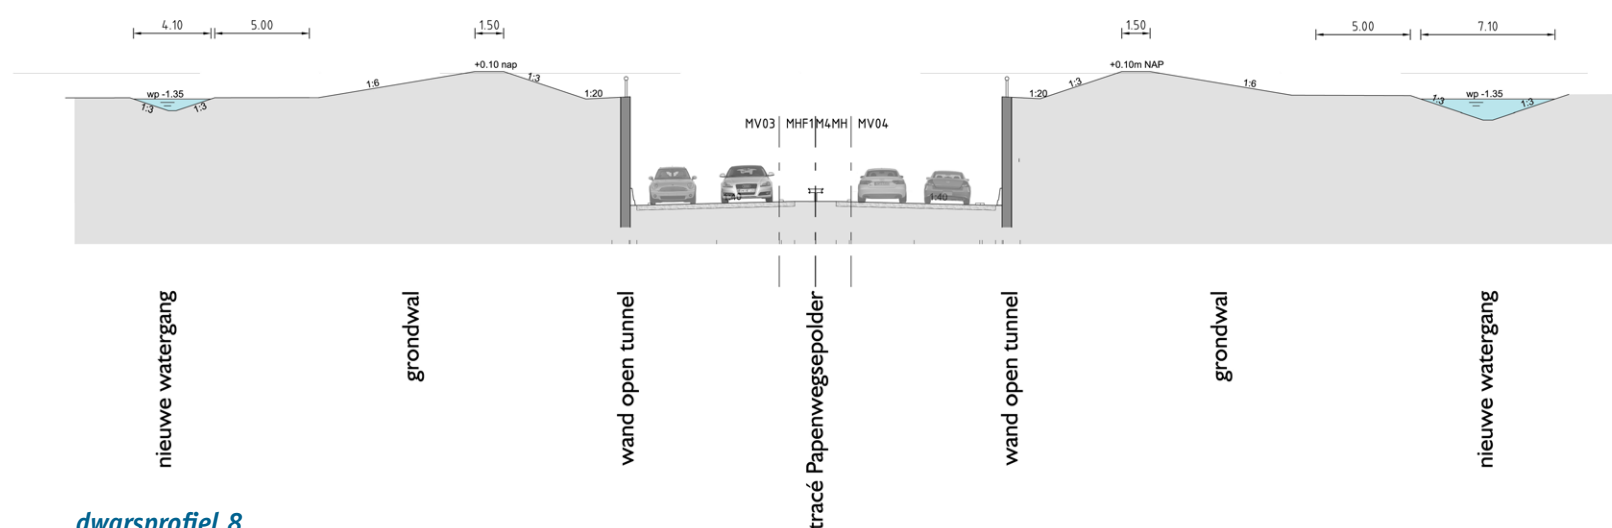 4.10
5.00
1.50
1.50
5.00
7.10
+0.10 nap
+0.10m NAP
1:6
1:3
1:20
1:20
1:3
1:6
wp -1.35
1:3
1:3
wp -1.35
1:3
1:3
MV03
MHF1
M4MH
MV04
1:40
nieuwe watergang
grondwal
wand open tunnel
tracé Papenwegsepolder
wand open tunnel
grondwal
nieuwe watergang
dwarsprofiel 8